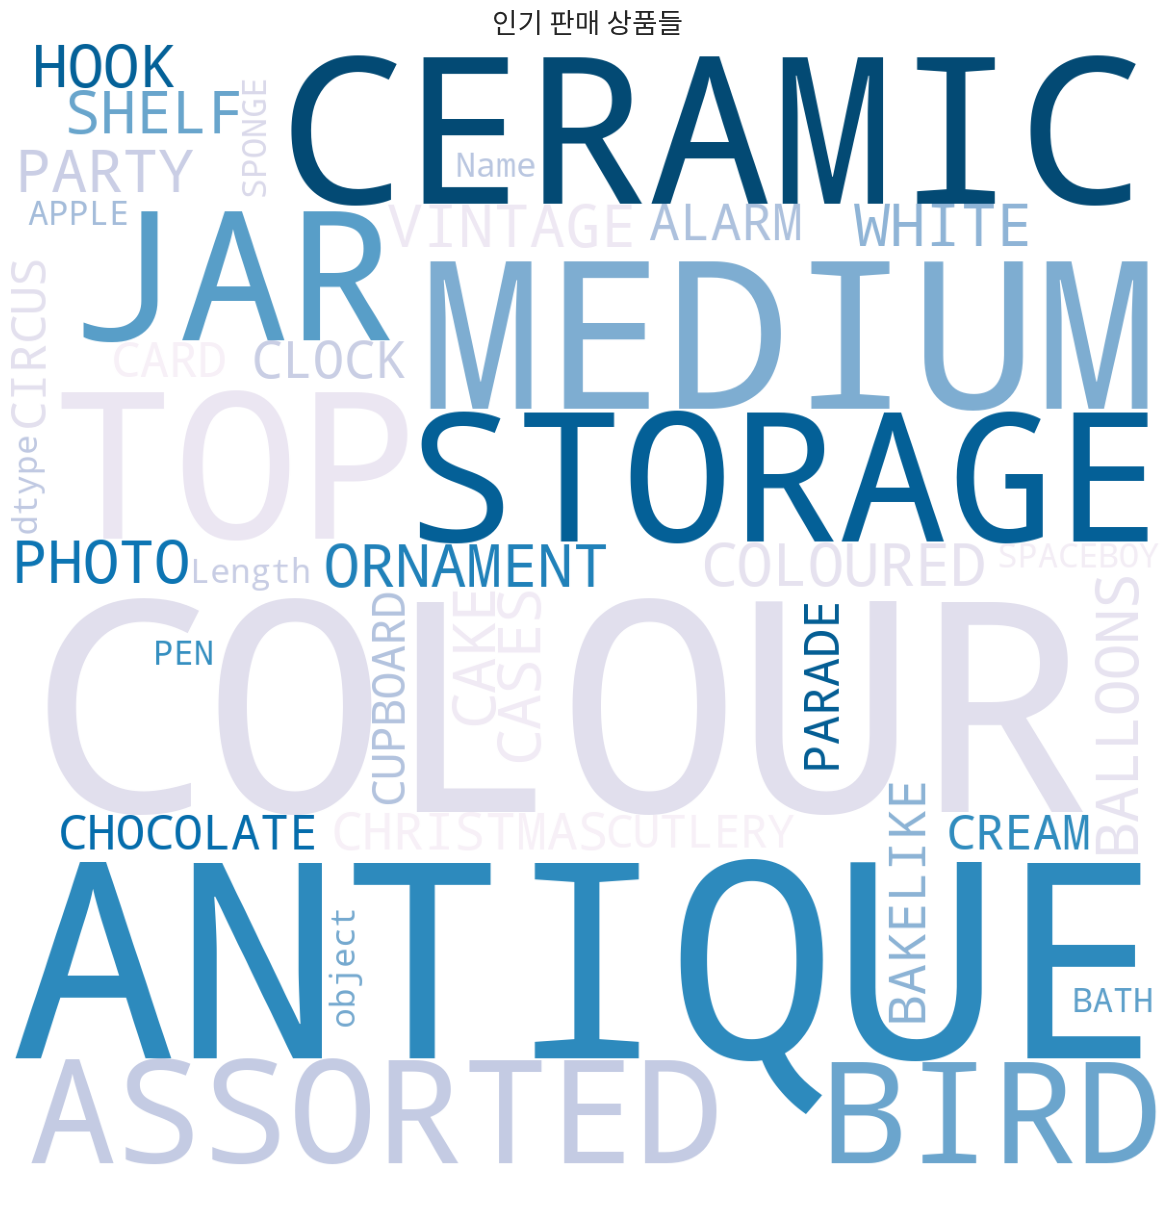 인기 판매 상품들
HOOK
CERAMIC
SHELF
SPONGE
PARTY
Name
APPLE
JAR
VINTAGE
ALARM
WHITE
CIRCUS
MEDIUM
CARD
CLOCK
TOP
STORAGE
dtype
PHOTO
Length
ORNAMENT
COLOURED
SPACEBOY
COLOUR
PEN
CUPBOARD
CAKE
CASES
PARADE
BALLOONS
CHOCOLATE
CHRISTMAS
CUTLERY
BAKELIKE
CREAM
ANTIQUE
object
BATH
ASSORTED
BIRD